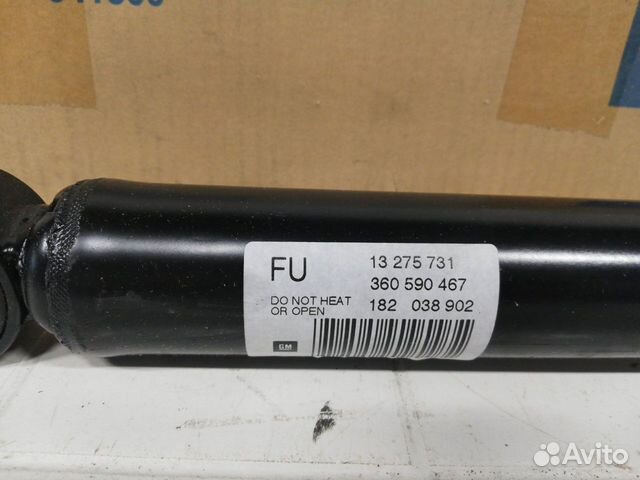 FU
13 275 731
360 590 467
DO NOT HEAT
OR OPEN
182 038 902
GM
Avito